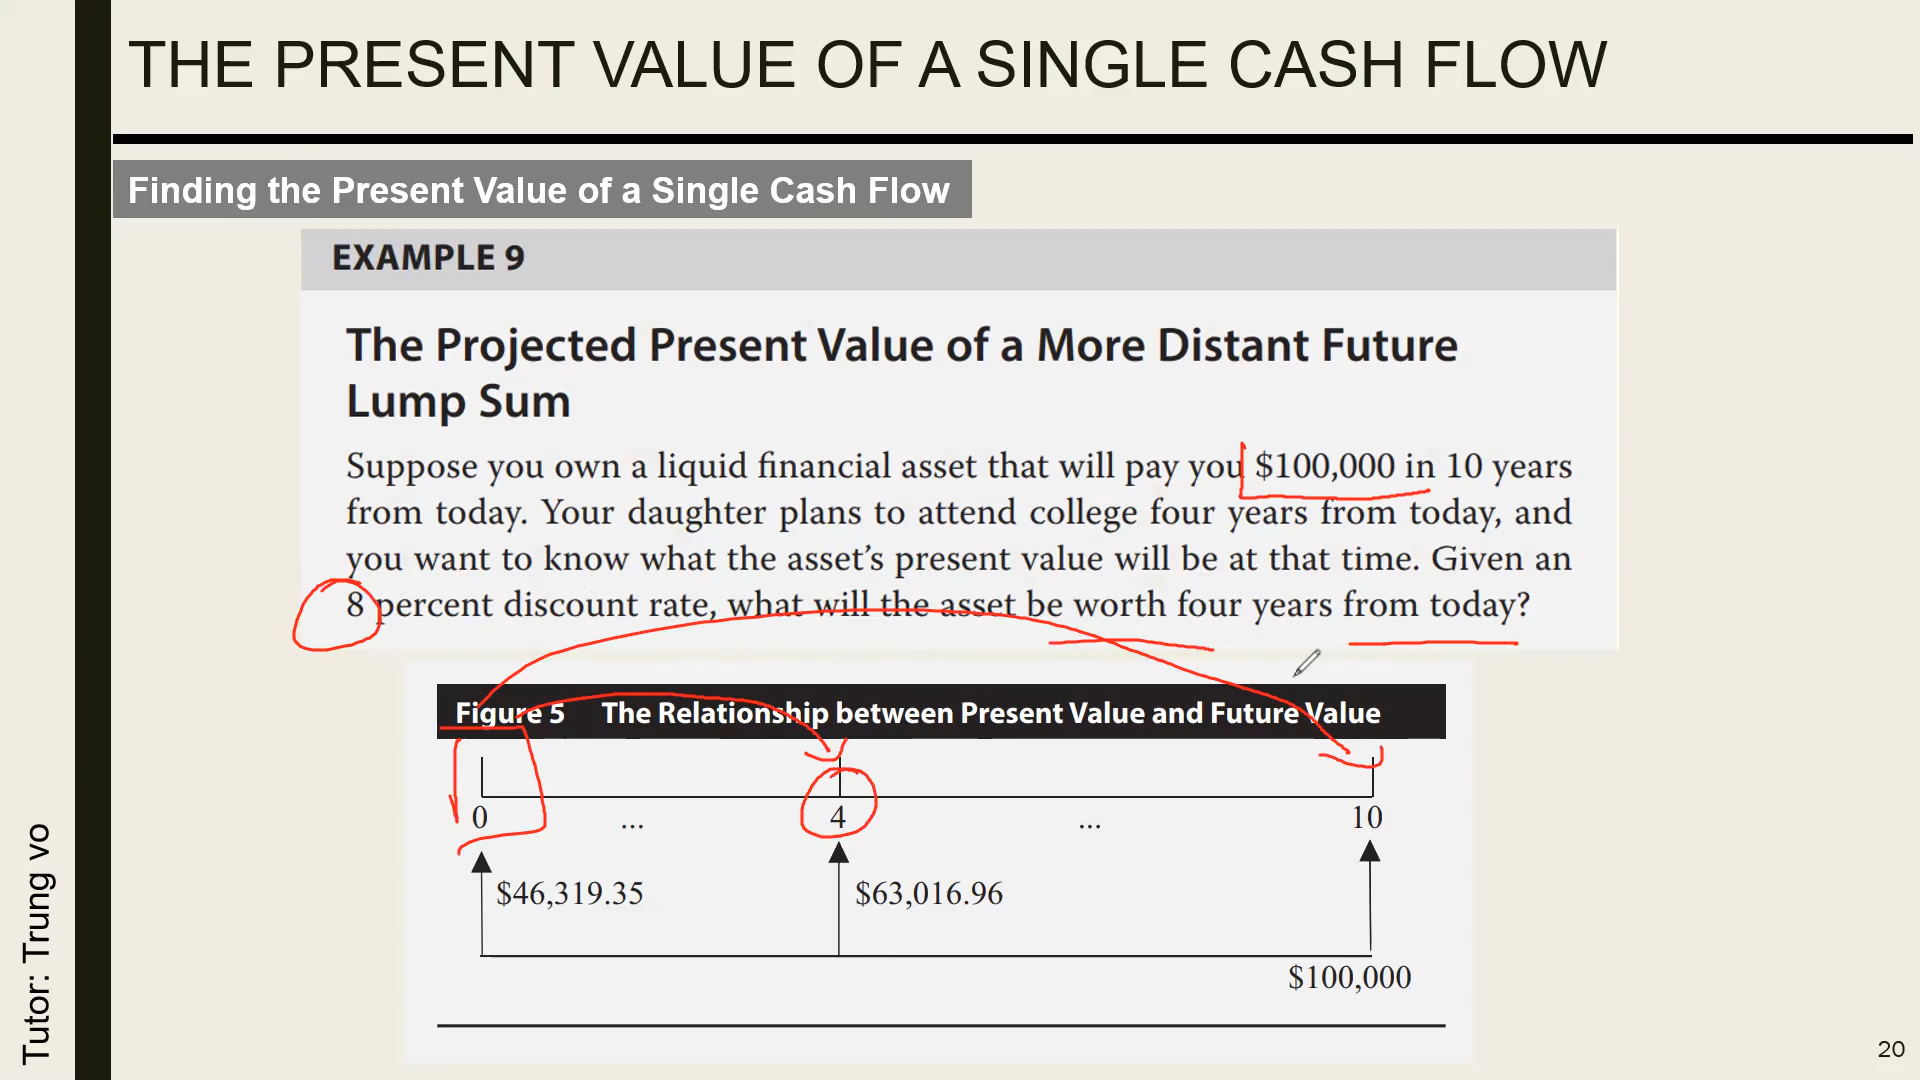 THE PRESENT VALUE OF A SINGLE CASH FLOW
Finding the Present Value of a Single Cash Flow
EXAMPLE 9
The Projected Present Value of a More Distant Future
Lump Sum
Suppose you own a liquid financial asset that will pay you $100,000 in 10 years
from today. Your daughter plans to attend college four years from today, and
you want to know what the asset’s present value will be at that time. Given an
8 percent discount rate, what will the asset be worth four years from today?
Figure 5 The Relationship between Present Value and Future Value
0 ... 4 ... 10
$46,319.35 $63,016.96
$100,000
Tutor: Trung vo
20